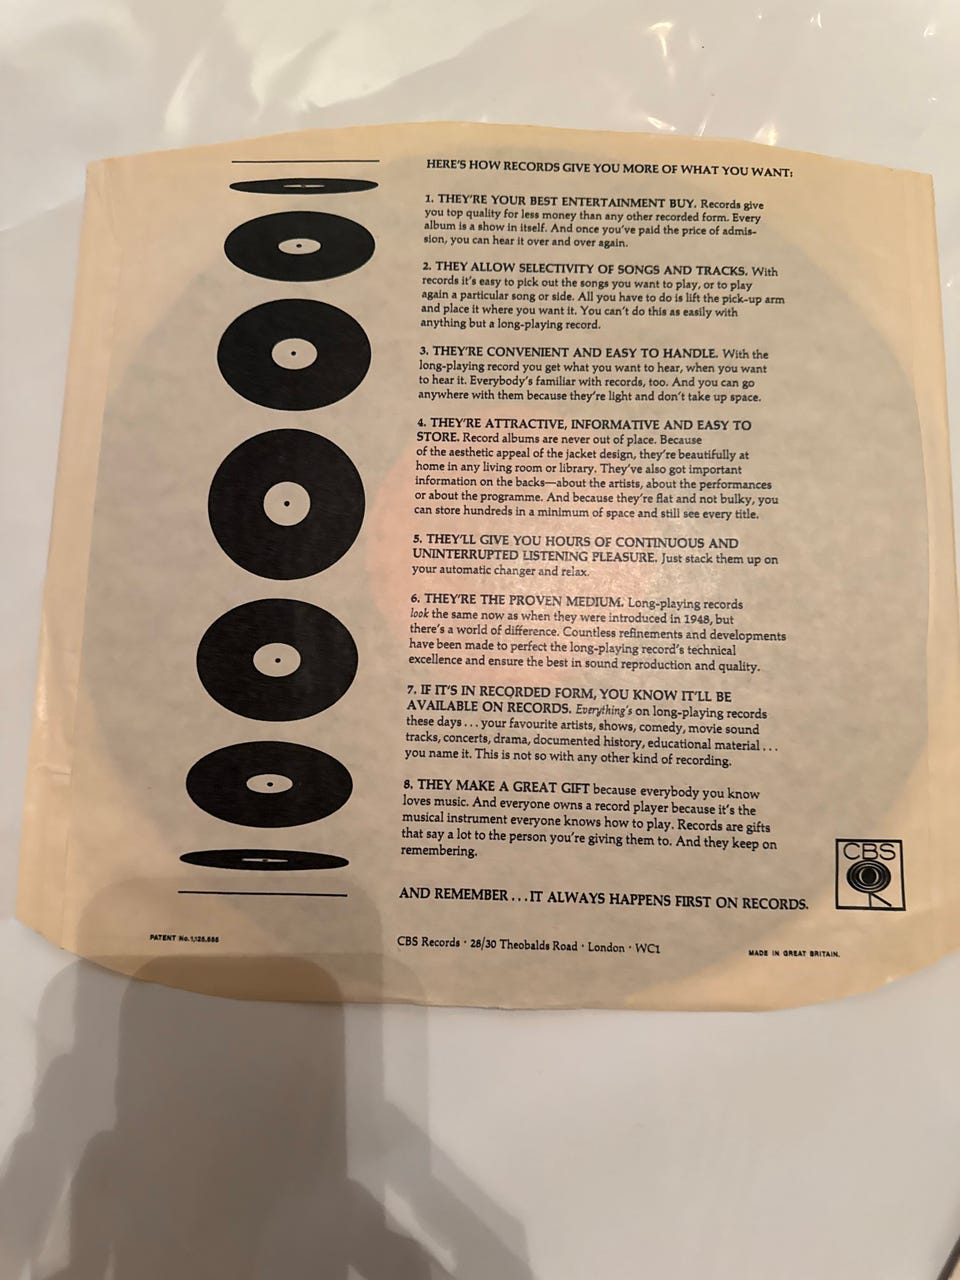 HERE'S HOW RECORDS GIVE YOU MORE OF WHAT YOU WANT:
1. THEY'RE YOUR BEST ENTERTAINMENT BUY. Records give
you top quality for less money than any other recorded form. Every
album is a show in itself. And once you've paid the price of admis-
sion, you can hear it over and over again.
2. THEY ALLOW SELECTIVITY OF SONGS AND TRACKS. With
records it's easy to pick out the songs you want to play, or to play
again a particular song or side. All you have to do is lift the pick-up arm
and place it where you want it. You can't do this as easily with
anything but a long-playing record.
3. THEY'RE CONVENIENT AND EASY TO HANDLE. With the
long-playing record you get what you want to hear, when you want
to hear it. Everybody's familiar with records, too. And you can go
anywhere with them because they're light and don't take up space.
4. THEY'RE ATTRACTIVE, INFORMATIVE AND EASY TO
STORE. Record albums are never out of place. Because
of the aesthetic appeal of the jacket design, they're beautifully at
home in any living room or library. They've also got important
information on the backs—about the artists, about the performances
or about the programme. And because they're flat and not bulky, you
can store hundreds in a minimum of space and still see every title.
5. THEY'LL GIVE YOU HOURS OF CONTINUOUS AND
UNINTERRUPTED LISTENING PLEASURE. Just stack them up on
your automatic changer and relax.
6. THEY'RE THE PROVEN MEDIUM. Long-playing records
look the same now as when they were introduced in 1948, but
there's a world of difference. Countless refinements and developments
have been made to perfect the long-playing record's technical
excellence and ensure the best in sound reproduction and quality.
7. IF IT'S IN RECORDED FORM, YOU KNOW IT'LL BE
AVAILABLE ON RECORDS. Everything's on long-playing records
these days . . . your favourite artists, shows, comedy, movie sound
tracks, concerts, drama, documented history, educational material . . .
you name it. This is not so with any other kind of recording.
8. THEY MAKE A GREAT GIFT because everybody you know
loves music. And everyone owns a record player because it's the
musical instrument everyone knows how to play. Records are gifts
that say a lot to the person you're giving them to. And they keep on
remembering.
CBS
AND REMEMBER . . . IT ALWAYS HAPPENS FIRST ON RECORDS.
PATENT No. 1,125,555
CBS Records · 28/30 Theobalds Road · London · WC1
MADE IN GREAT BRITAIN.